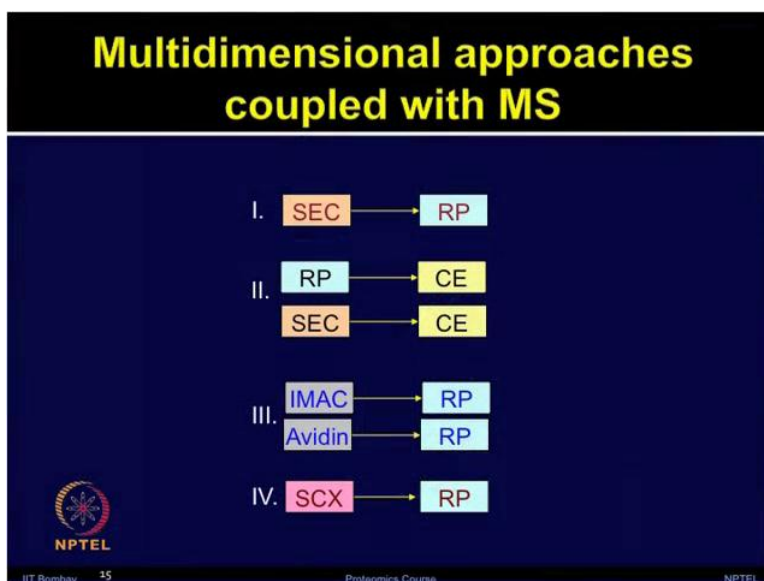 Multidimensional approaches
coupled with MS
I. SEC RP
II.
RP CE
SEC CE
III.
IMAC RP
Avidin RP
IV. SCX RP
NPTEL
IIT Bombay 15 Proteomics Course NPTEL